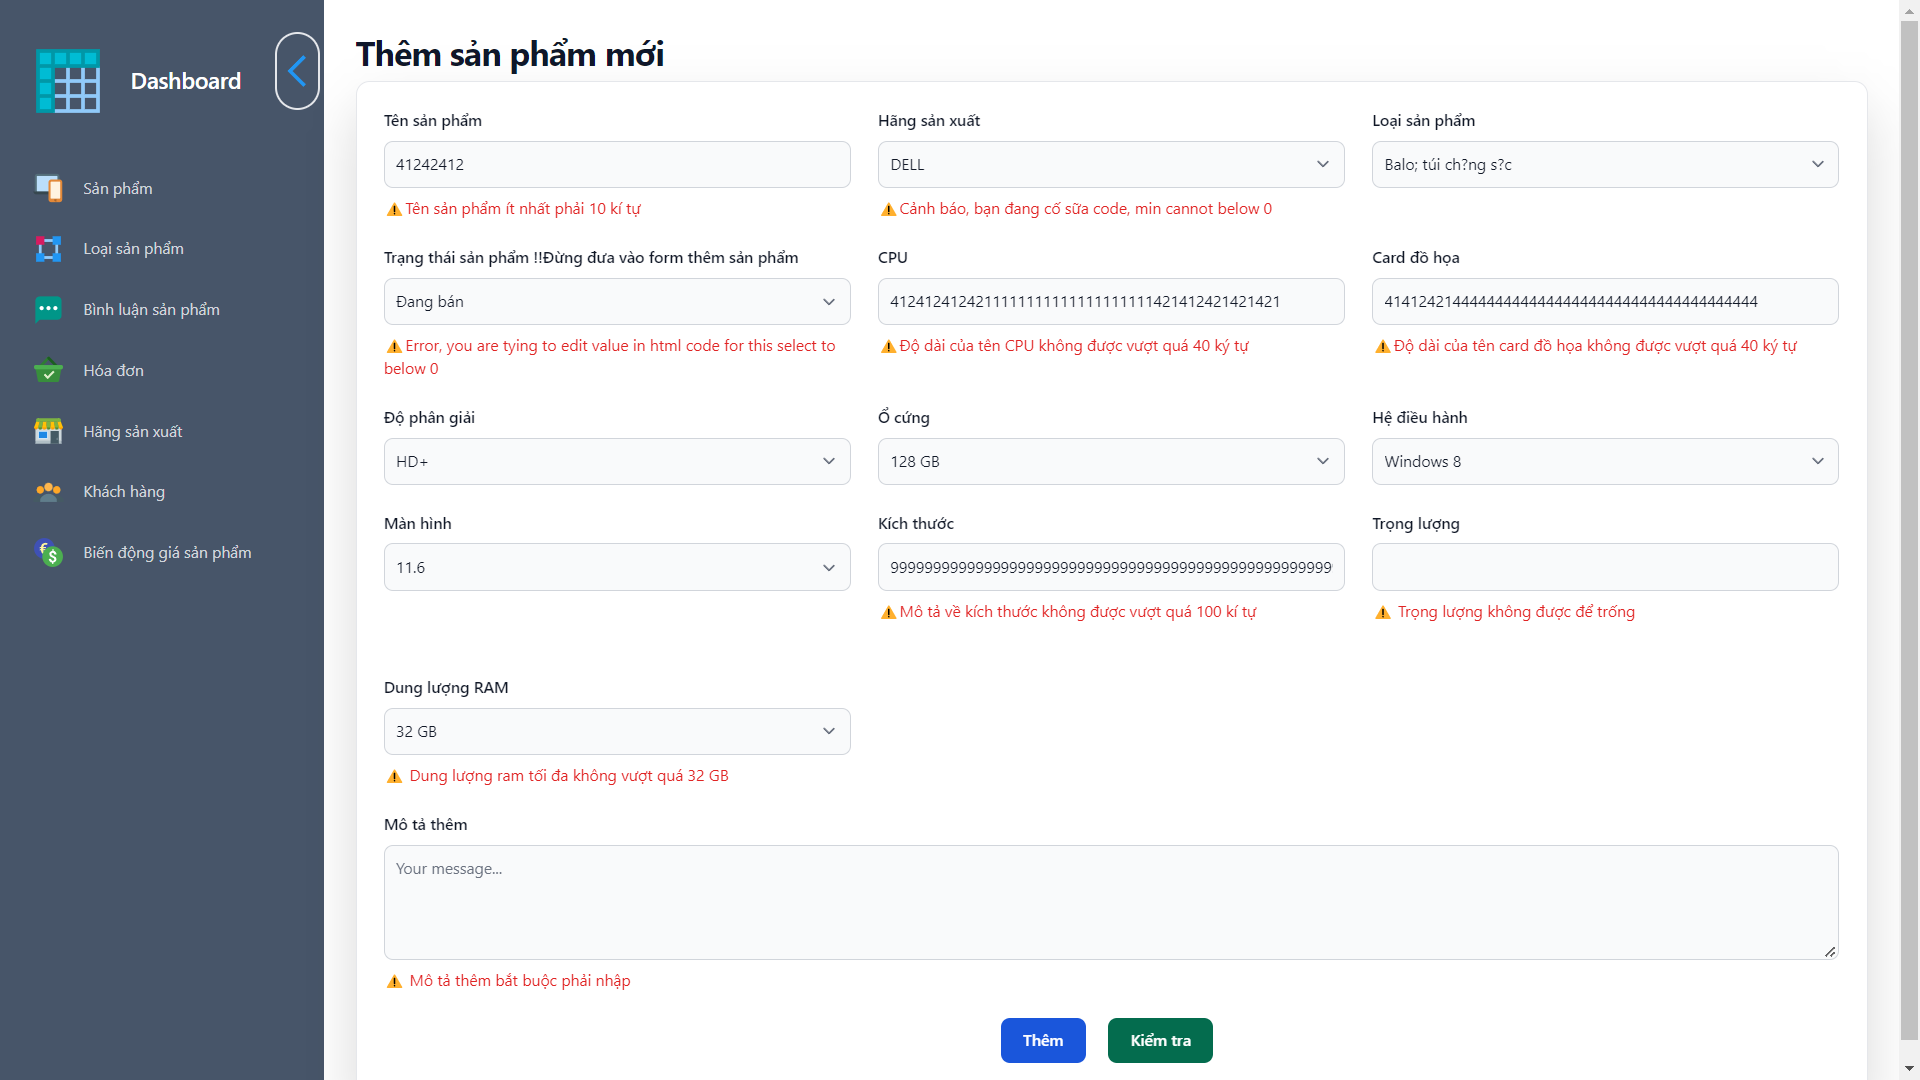 Dashboard
Sản phẩm
Loại sản phẩm
Bình luận sản phẩm
Hóa đơn
Hãng sản xuất
Khách hàng
Biến động giá sản phẩm
Thêm sản phẩm mới
Tên sản phẩm
41242412
Tên sản phẩm ít nhất phải 10 kí tự
Hãng sản xuất
DELL
Cảnh báo, bạn đang cố sữa code, min cannot below 0
Loại sản phẩm
Balo; túi ch?ng s?c
Trạng thái sản phẩm !!Đừng đưa vào form thêm sản phẩm
Đang bán
Error, you are tying to edit value in html code for this select to
below 0
CPU
Độ dài của tên CPU không được vượt quá 40 ký tự
Card đồ họa
Độ dài của tên card đồ họa không được vượt quá 40 ký tự
Độ phân giải
HD+
Ổ cứng
128 GB
Hệ điều hành
Windows 8
Màn hình
11.6
Kích thước
Mô tả về kích thước không được vượt quá 100 kí tự
Trọng lượng
Trọng lượng không được để trống
Dung lượng RAM
32 GB
Dung lượng ram tối đa không vượt quá 32 GB
Mô tả thêm
Your message...
Mô tả thêm bắt buộc phải nhập
Thêm
Kiểm tra